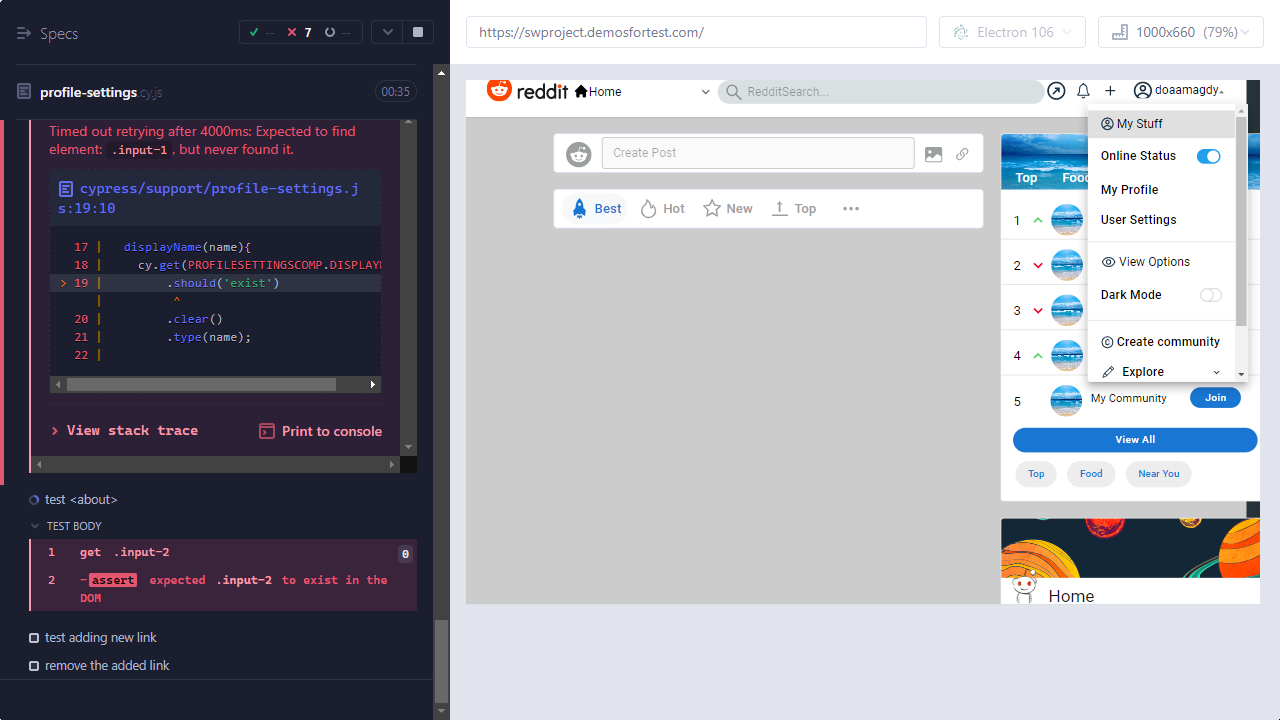 Specs
-- 7 --
profile-settings.cy.js 00:35
Timed out retrying after 4000ms: Expected to find
element: .input-1, but never found it.
cypress/support/profile-settings.j
s:19:10
17 | displayName(name){
18 | cy.get(PROFILESETTINGSCOMP.DISPLAY
> 19 | .should('exist')
| ^
20 | .clear()
21 | .type(name);
22 |
> View stack trace Print to console
test <about>
TEST BODY
1 get .input-2 0
2 -assert expected .input-2 to exist in the
DOM
test adding new link
remove the added link
https://swproject.demosfortest.com/
Electron 106
1000x660 (79%)
reddit
Home
RedditSearch...
doaamagdy
Create Post
Best
Hot
New
Top
Top
Food
1
2
3
4
5
My Community
Join
View All
Top
Food
Near You
Home
My Stuff
Online Status
My Profile
User Settings
View Options
Dark Mode
Create community
Explore